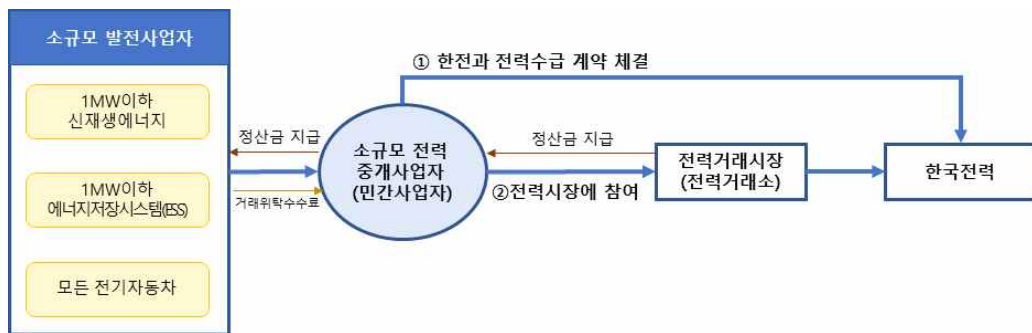 소규모 발전사업자
1MW이하
신재생에너지
1MW이하
에너지저장시스템(ESS)
모든 전기자동차
정산금 지급
거래위탁수수료
소규모 전력
중개사업자
(민간사업자)
① 한전과 전력수급 계약 체결
정산금 지급
②전력시장에 참여
전력거래시장
(전력거래소)
한국전력